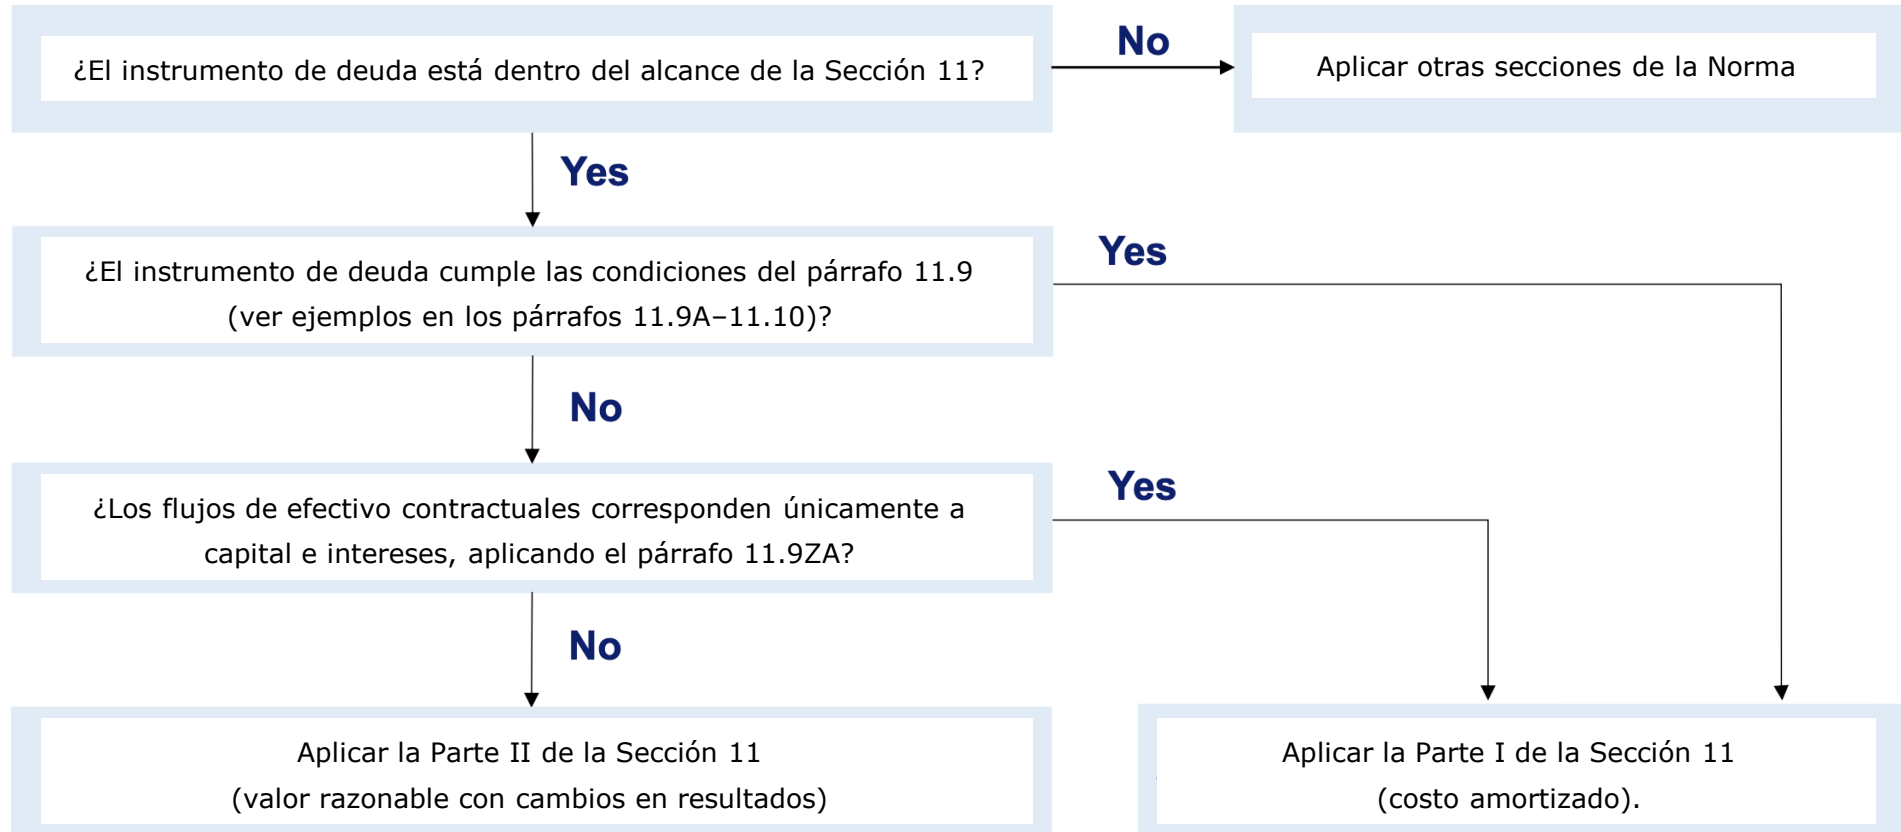 ¿El instrumento de deuda está dentro del alcance de la Sección 11?
No
Aplicar otras secciones de la Norma
Yes
¿El instrumento de deuda cumple las condiciones del párrafo 11.9
(ver ejemplos en los párrafos 11.9A–11.10)?
Yes
No
¿Los flujos de efectivo contractuales corresponden únicamente a
capital e intereses, aplicando el párrafo 11.9ZA?
Yes
No
Aplicar la Parte II de la Sección 11
(valor razonable con cambios en resultados)
Aplicar la Parte I de la Sección 11
(costo amortizado).